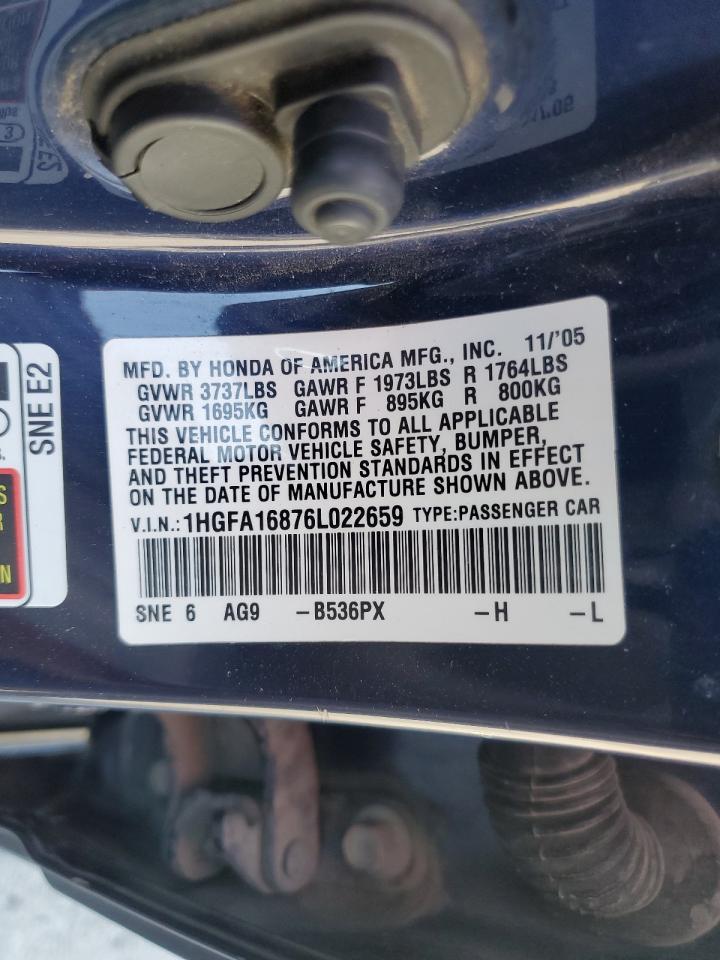 MFD. BY HONDA OF AMERICA MFG., INC. 11/'05
GVWR 3737LBS GAWR F 1973LBS R 1764LBS
GVWR 1695KG GAWR F 895KG R 800KG
THIS VEHICLE CONFORMS TO ALL APPLICABLE
FEDERAL MOTOR VEHICLE SAFETY, BUMPER,
AND THEFT PREVENTION STANDARDS IN EFFECT
ON THE DATE OF MANUFACTURE SHOWN ABOVE.
V.I.N.:1HGFA16876L022659 TYPE:PASSENGER CAR
SNE 6 AG9 -B536PX -H -L
SNE E2